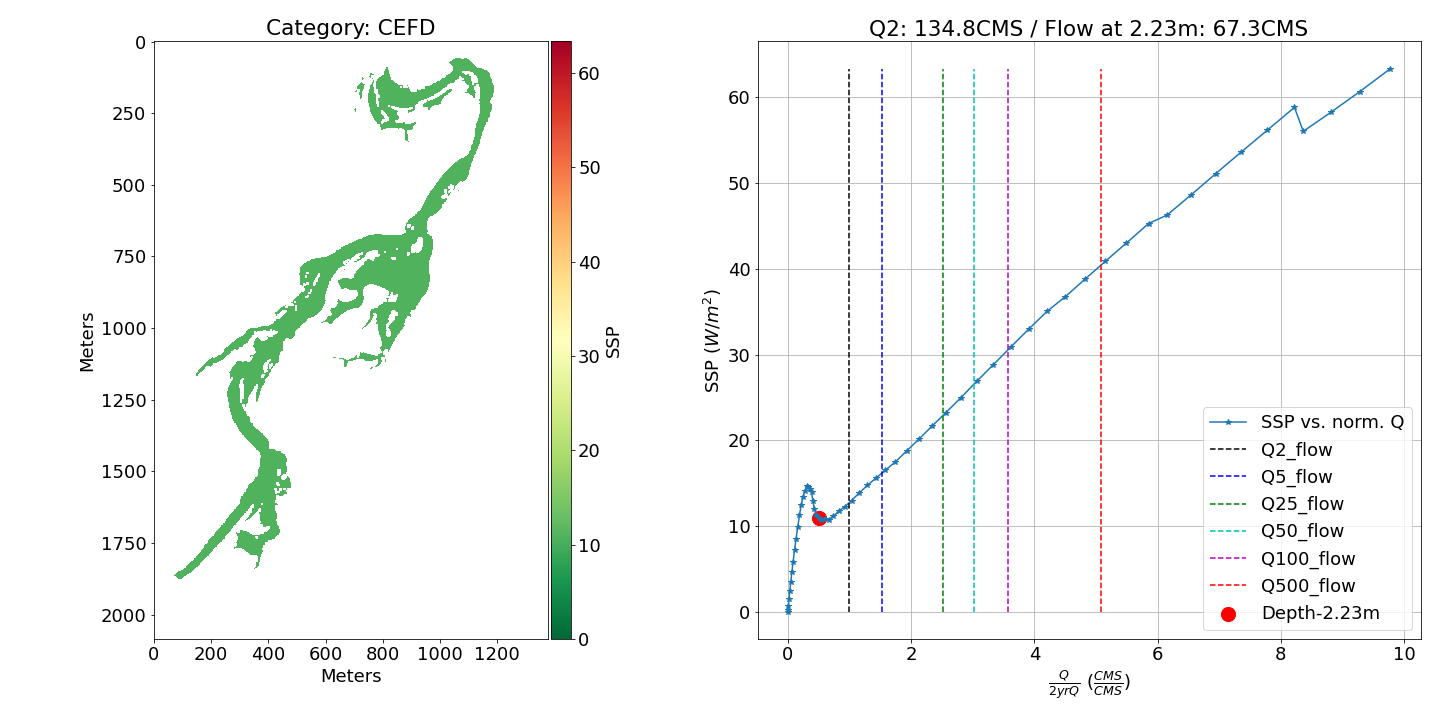 Category: CEFD
0
250
500
750
1000
1250
1500
1750
2000
Meters
0 200 400 600 800 1000 1200
Meters
60
50
40
30
20
10
0
SSP
Q2: 134.8CMS / Flow at 2.23m: 67.3CMS
60
50
40
30
20
10
0
SSP (W/m²)
0 2 4 6 8 10
Q/2yrQ (CMS/CMS)
SSP vs. norm. Q
Q2_flow
Q5_flow
Q25_flow
Q50_flow
Q100_flow
Q500_flow
Depth-2.23m